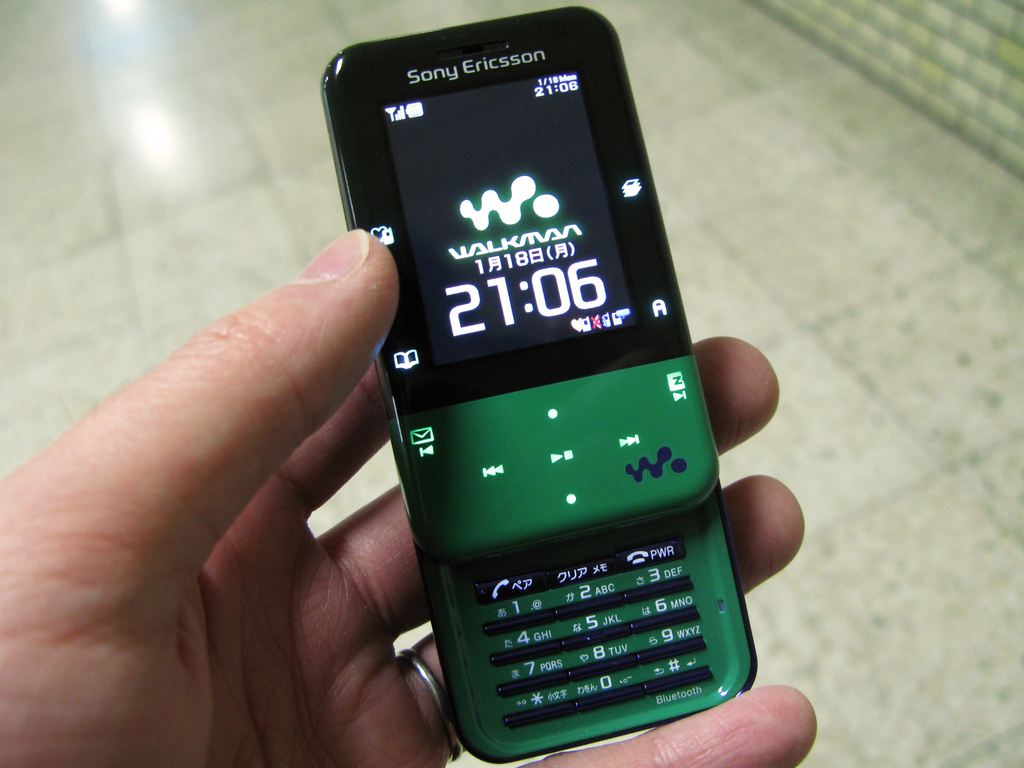 Sony Ericsson
1/18 Mon
21:06
WALKMAN
1月18日(月)
21:06
N
ペア クリア メモ PWR
あ 1 .@ か 2 ABC さ 3 DEF
た 4 GHI な 5 JKL は 6 MNO
ま 7 PQRS や 8 TUV ら 9 WXYZ
* 小文字 わをん 0 #
Bluetooth